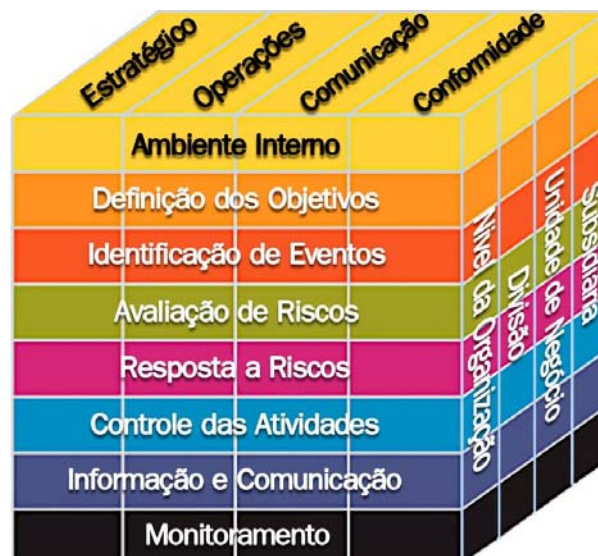 Estratégico
Operações
Comunicação
Conformidade
Ambiente Interno
Definição dos Objetivos
Identificação de Eventos
Avaliação de Riscos
Resposta a Riscos
Controle das Atividades
Informação e Comunicação
Monitoramento
Nível da Organização
Divisão
Unidade de Negócio
Subsidiária